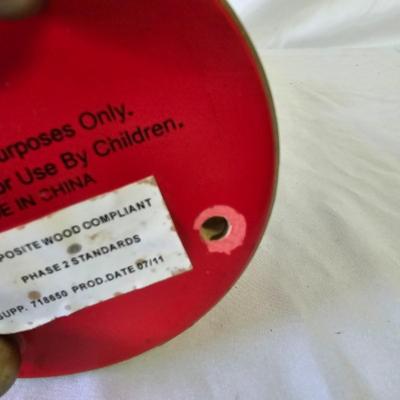 urposes Only.
or Use By Children.
E IN CHINA
POSITE WOOD COMPLIANT
PHASE 2 STANDARDS
SUPP. 718650 PROD.DATE 07/11